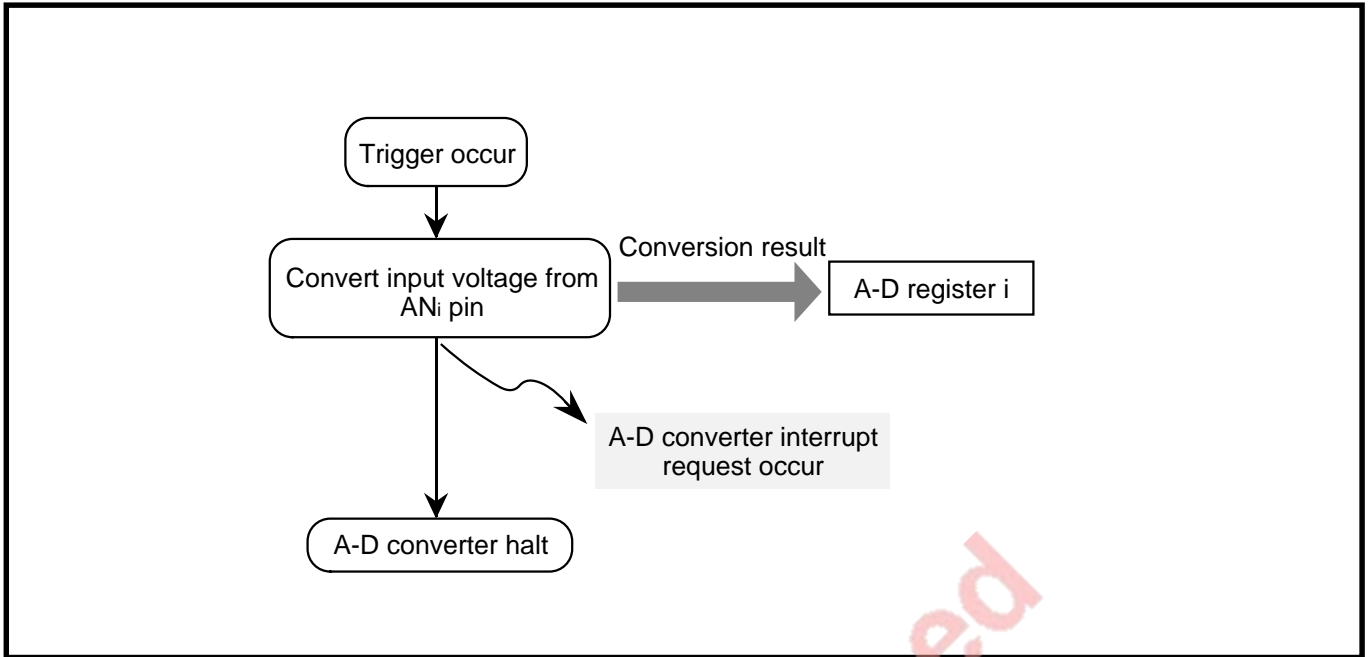 Trigger occur
Convert input voltage from
ANi pin
Conversion result
A-D register i
A-D converter interrupt
request occur
A-D converter halt